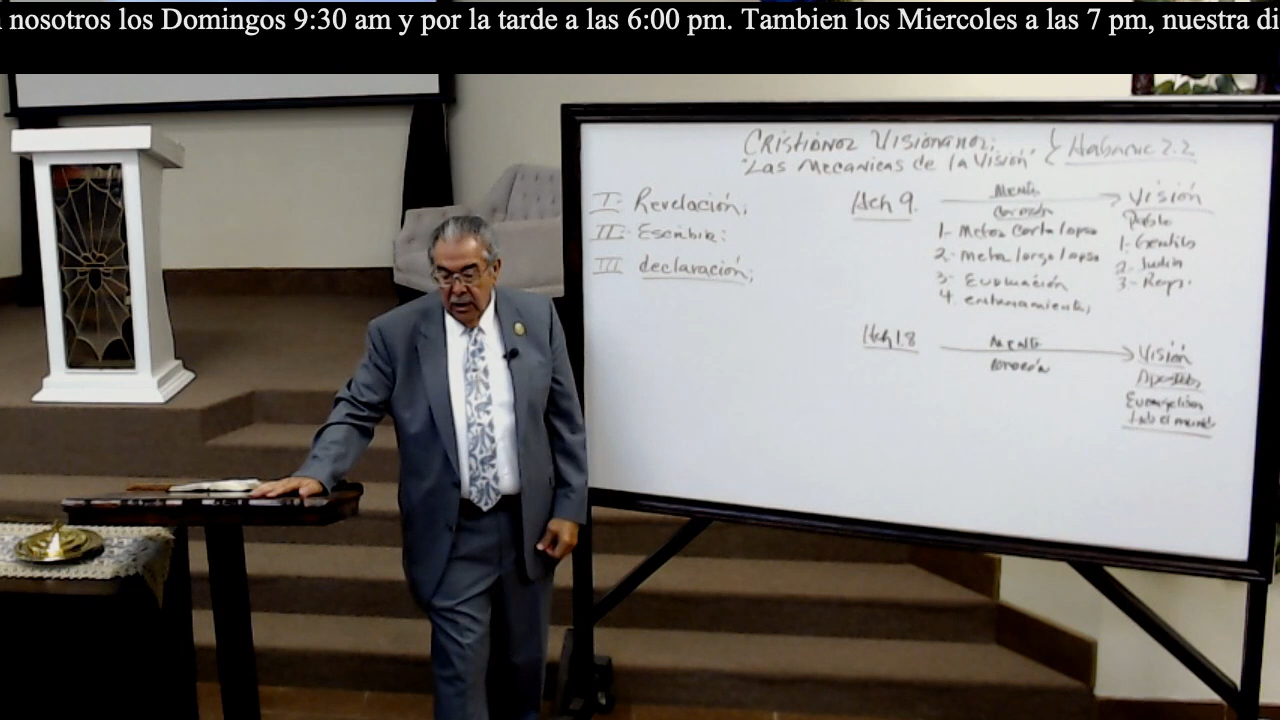 nosotros los Domingos 9:30 am y por la tarde a las 6:00 pm. Tambien los Miercoles a las 7 pm, nuestra di
Cristianos Visionarios; { Habacuc 2.2
"Las Mecanicas de la Visión"
I- Revelación;
II- Escribir:
III declaración;
Hch 9. Mente → Visión
Corazón Pablo
1- Metas corto lapso
2- Meta largo lapso
3- Evaluación
4. entrenamiento;
1- Gentiles
2- Judios
3- Reyes.
Hch 1.8 Mente → Visión
corazón Apostoles
Evangelizar
todo el mundo